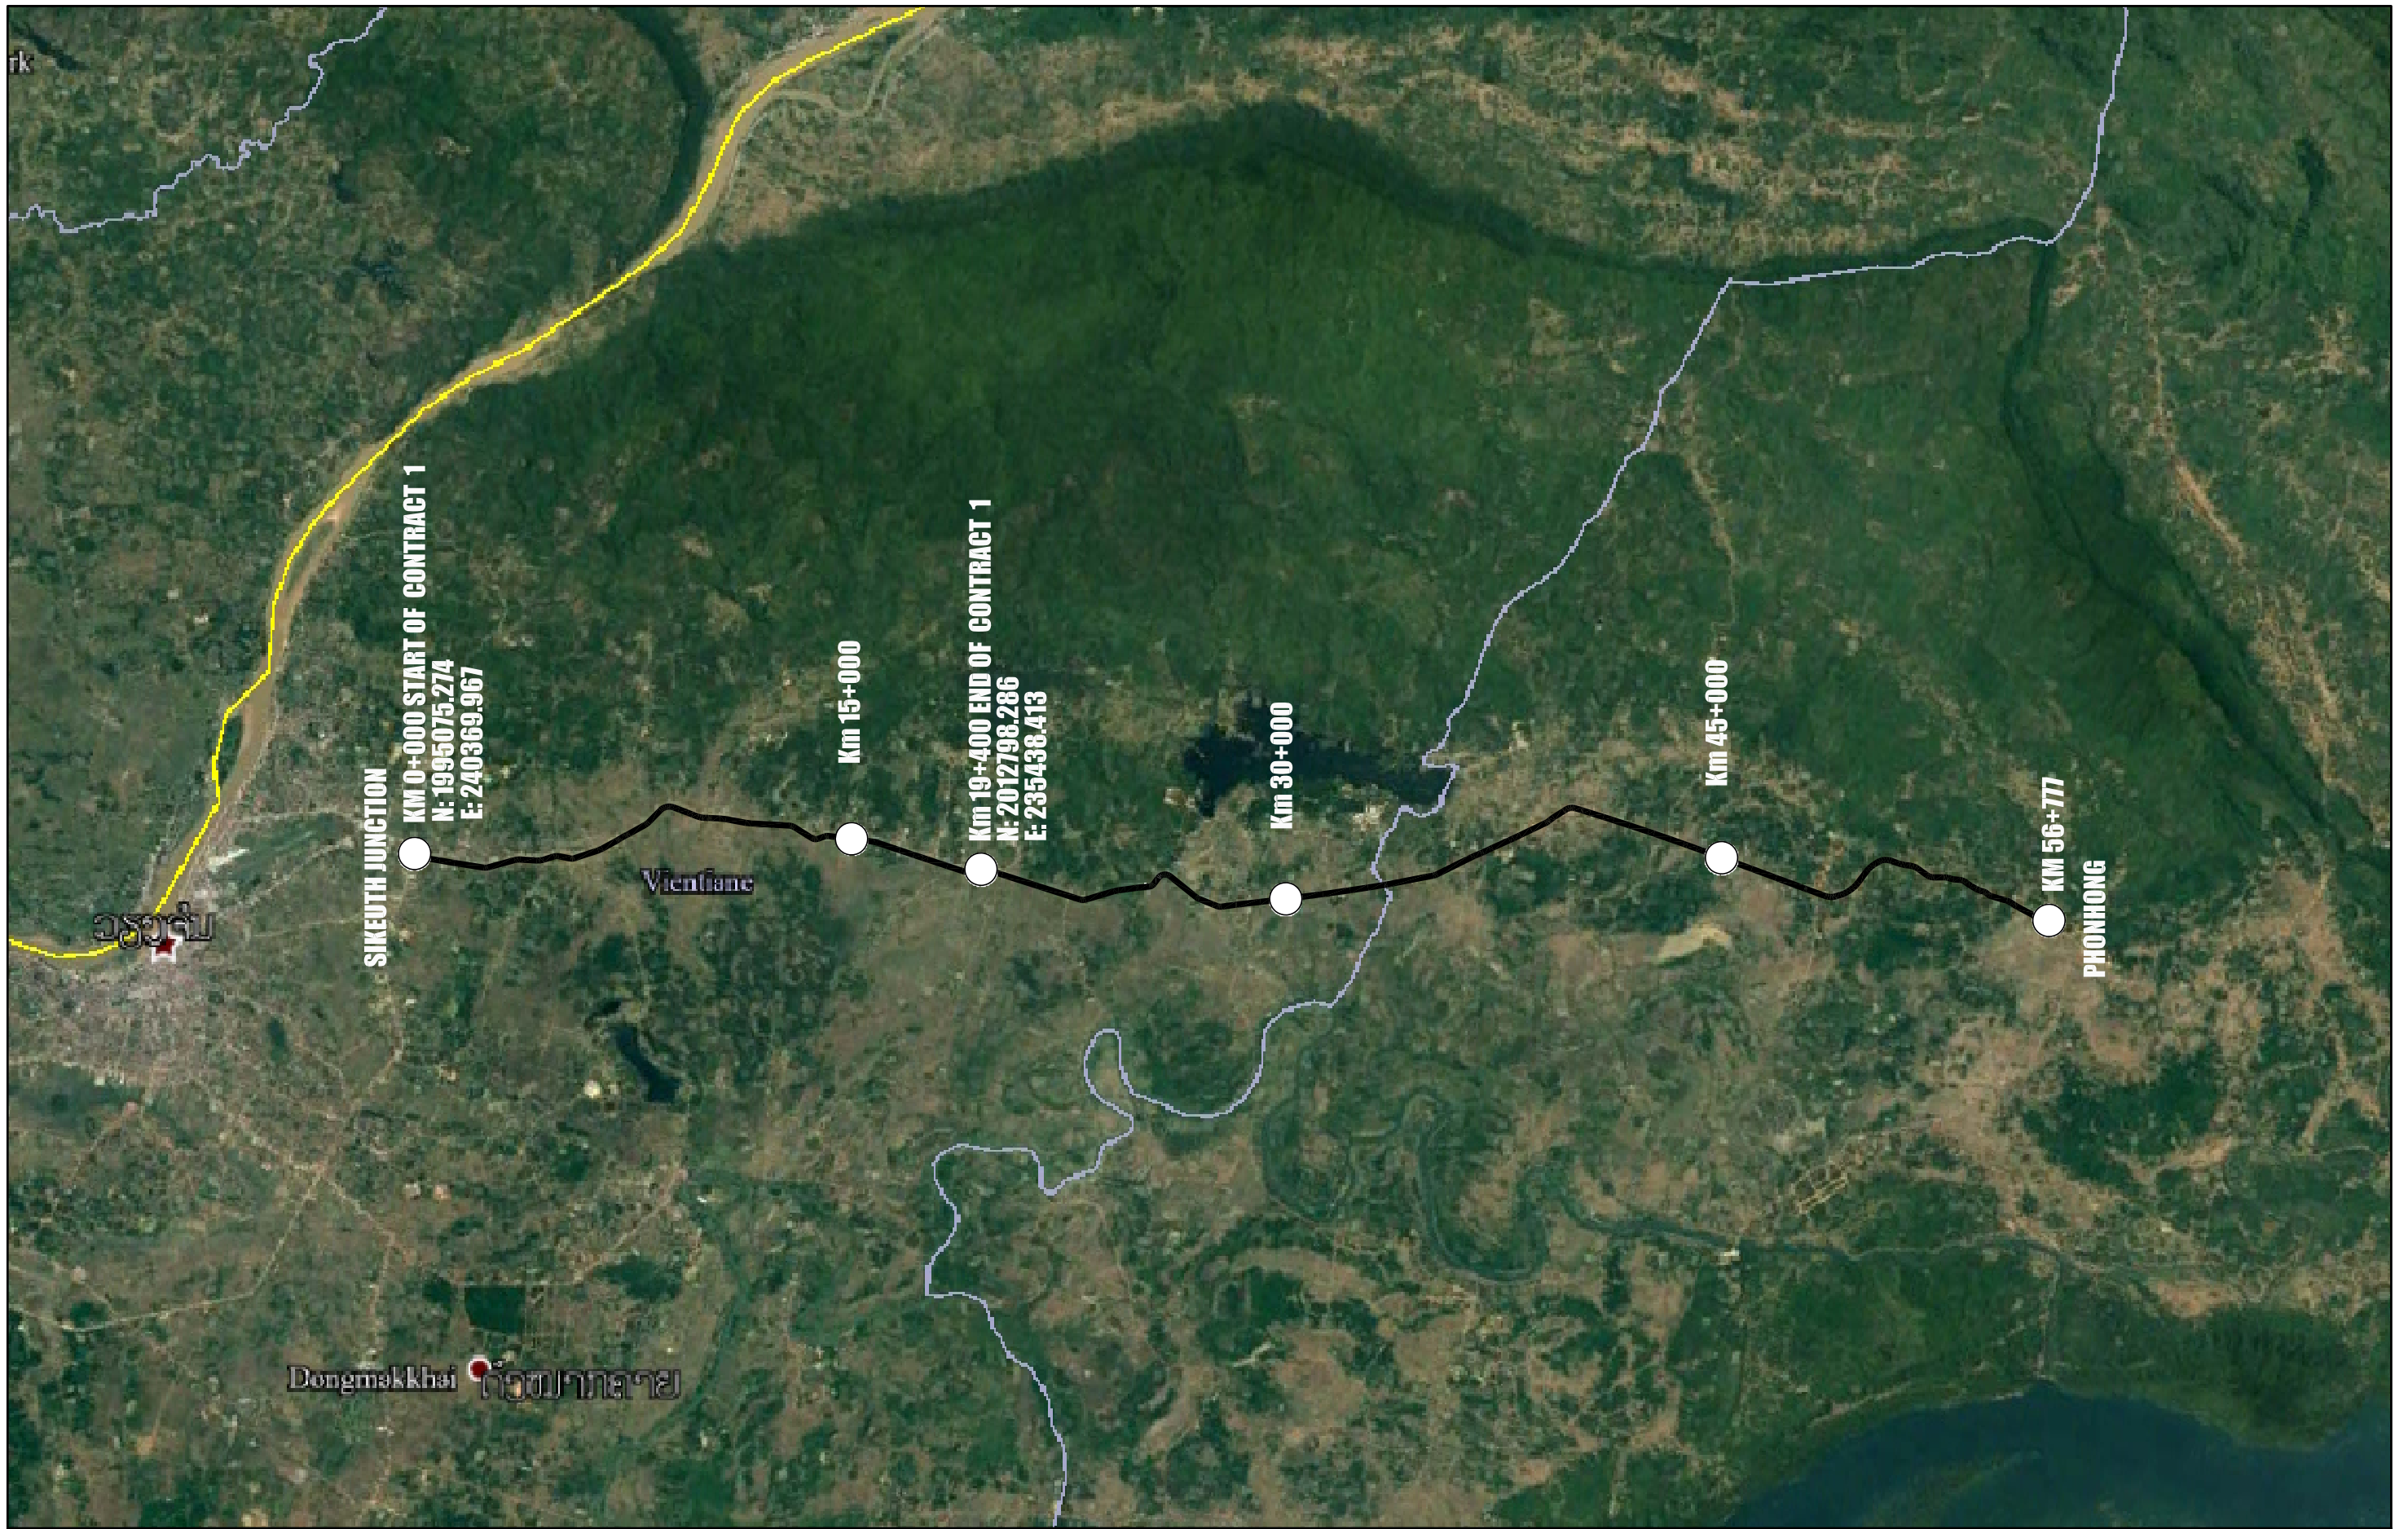 SIKEUTH JUNCTION
KM 0+000 START OF CONTRACT 1
N: 1995075.274
E: 240369.967
Km 15+000
Km 19+400 END OF CONTRACT 1
N: 2012798.286
E: 235438.413
Km 30+000
Km 45+000
KM 56+777
PHONHONG
Vientiane
Dongmakkhai